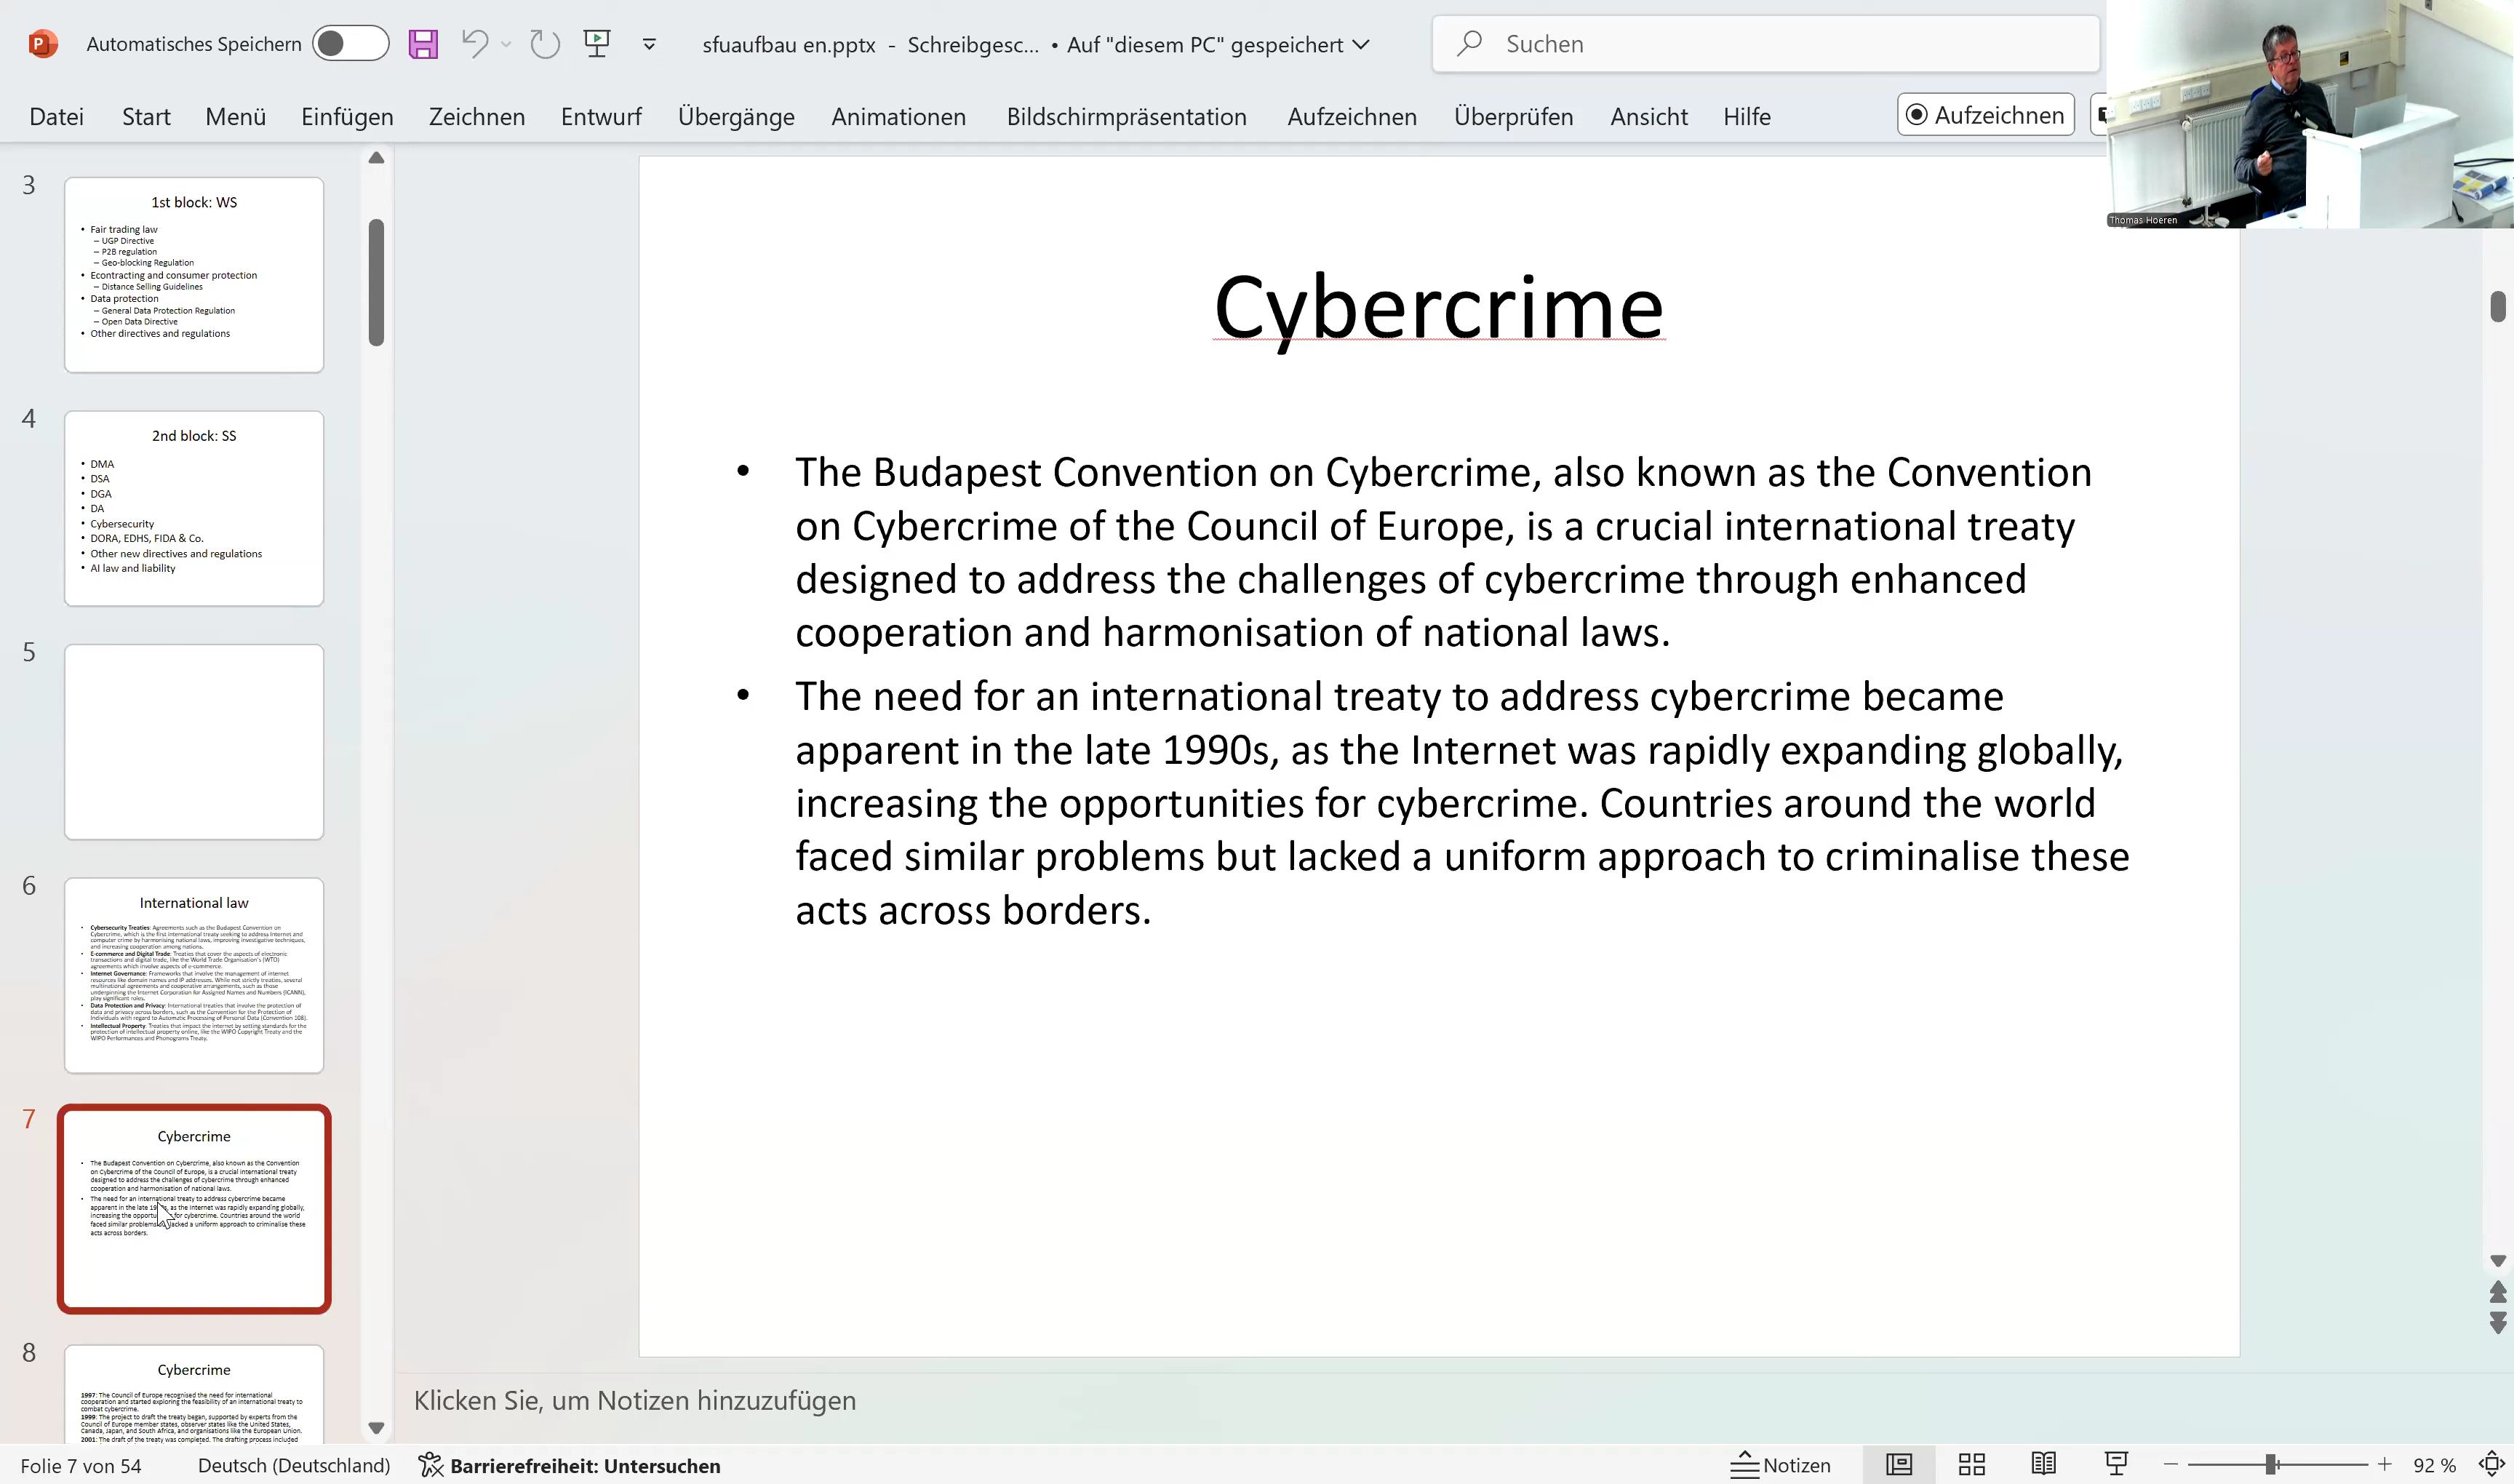 Automatisches Speichern
sfuaufbau en.pptx - Schreibgesc... • Auf "diesem PC" gespeichert
Suchen
Datei Start Menü Einfügen Zeichnen Entwurf Übergänge Animationen Bildschirmpräsentation Aufzeichnen Überprüfen Ansicht Hilfe
Aufzeichnen
Thomas Hoeren
3
1st block: WS
• Fair trading law
– UGP Directive
– P2B regulation
– Geo-blocking Regulation
• Econtracting and consumer protection
– Distance Selling Guidelines
• Data protection
– General Data Protection Regulation
– Open Data Directive
• Other directives and regulations
4
2nd block: SS
• DMA
• DSA
• DGA
• DA
• Cybersecurity
• DORA, EDHS, FIDA & Co.
• Other new directives and regulations
• AI law and liability
5
6
International law
• Cybersecurity Treaties: Agreements such as the Budapest Convention on
Cybercrime, which is the first international treaty seeking to address Internet and
computer crime by harmonising national laws, improving investigative techniques,
and increasing cooperation among nations.
• E-commerce and Digital Trade: Treaties that cover the aspects of electronic
transactions and digital trade, like the World Trade Organisation's (WTO)
agreements which involve aspects of e-commerce.
• Internet Governance: Frameworks that involve the management of internet
resources like domain names and IP addresses. While not strictly treaties, several
multinational agreements and cooperative arrangements, such as those
underpinning the Internet Corporation for Assigned Names and Numbers (ICANN),
play significant roles.
• Data Protection and Privacy: International treaties that involve the protection of
data and privacy across borders, such as the Convention for the Protection of
Individuals with regard to Automatic Processing of Personal Data (Convention 108).
• Intellectual Property: Treaties that impact the internet by setting standards for the
protection of intellectual property online, like the WIPO Copyright Treaty and the
WIPO Performances and Phonograms Treaty.
7
Cybercrime
• The Budapest Convention on Cybercrime, also known as the Convention
on Cybercrime of the Council of Europe, is a crucial international treaty
designed to address the challenges of cybercrime through enhanced
cooperation and harmonisation of national laws.
• The need for an international treaty to address cybercrime became
apparent in the late 19 , as the Internet was rapidly expanding globally,
increasing the opportu for cybercrime. Countries around the world
faced similar problems lacked a uniform approach to criminalise these
acts across borders.
8
Cybercrime
1997: The Council of Europe recognised the need for international
cooperation and started exploring the feasibility of an international treaty to
combat cybercrime.
1999: The project to draft the treaty began, supported by experts from the
Council of Europe member states, observer states like the United States,
Canada, Japan, and South Africa, and organisations like the European Union.
2001: The draft of the treaty was completed. The drafting process included
Cybercrime
• The Budapest Convention on Cybercrime, also known as the Convention
on Cybercrime of the Council of Europe, is a crucial international treaty
designed to address the challenges of cybercrime through enhanced
cooperation and harmonisation of national laws.
• The need for an international treaty to address cybercrime became
apparent in the late 1990s, as the Internet was rapidly expanding globally,
increasing the opportunities for cybercrime. Countries around the world
faced similar problems but lacked a uniform approach to criminalise these
acts across borders.
Klicken Sie, um Notizen hinzuzufügen
Folie 7 von 54 Deutsch (Deutschland) Barrierefreiheit: Untersuchen Notizen 92 %